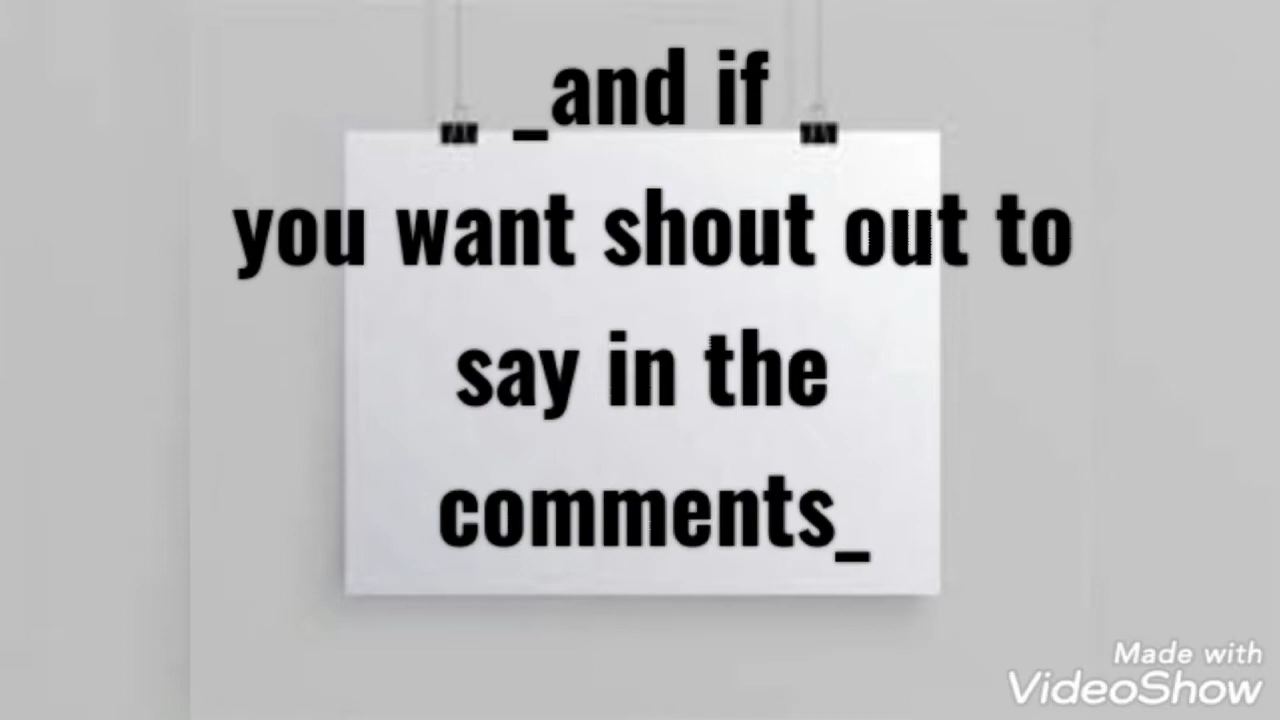 _and if
you want shout out to
say in the
comments_
Made with
VideoShow